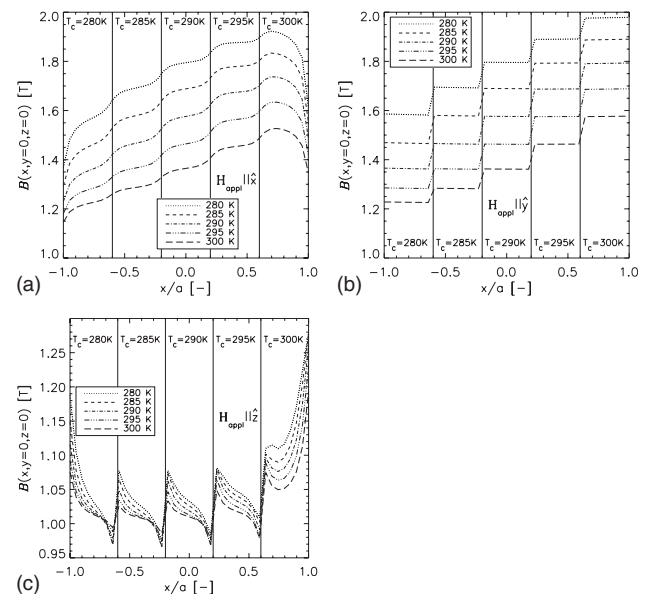 T_c=280K T_c=285K T_c=290K T_c=295K T_c=300K
B(x,y=0,z=0) [T]
2.0
1.8
1.6
1.4
1.2
1.0
H_appl||x̂
280 K
285 K
290 K
295 K
300 K
-1.0 -0.5 0.0 0.5 1.0
x/a [-]
(a)
B(x,y=0,z=0) [T]
2.0
1.8
1.6
1.4
1.2
1.0
280 K
285 K
290 K
295 K
300 K
H_appl||ŷ
T_c=280K T_c=285K T_c=290K T_c=295K T_c=300K
-1.0 -0.5 0.0 0.5 1.0
x/a [-]
(b)
T_c=280K T_c=285K T_c=290K T_c=295K T_c=300K
B(x,y=0,z=0) [T]
1.25
1.20
1.15
1.10
1.05
1.00
0.95
280 K
285 K
290 K
295 K
300 K
H_appl||ẑ
-1.0 -0.5 0.0 0.5 1.0
x/a [-]
(c)